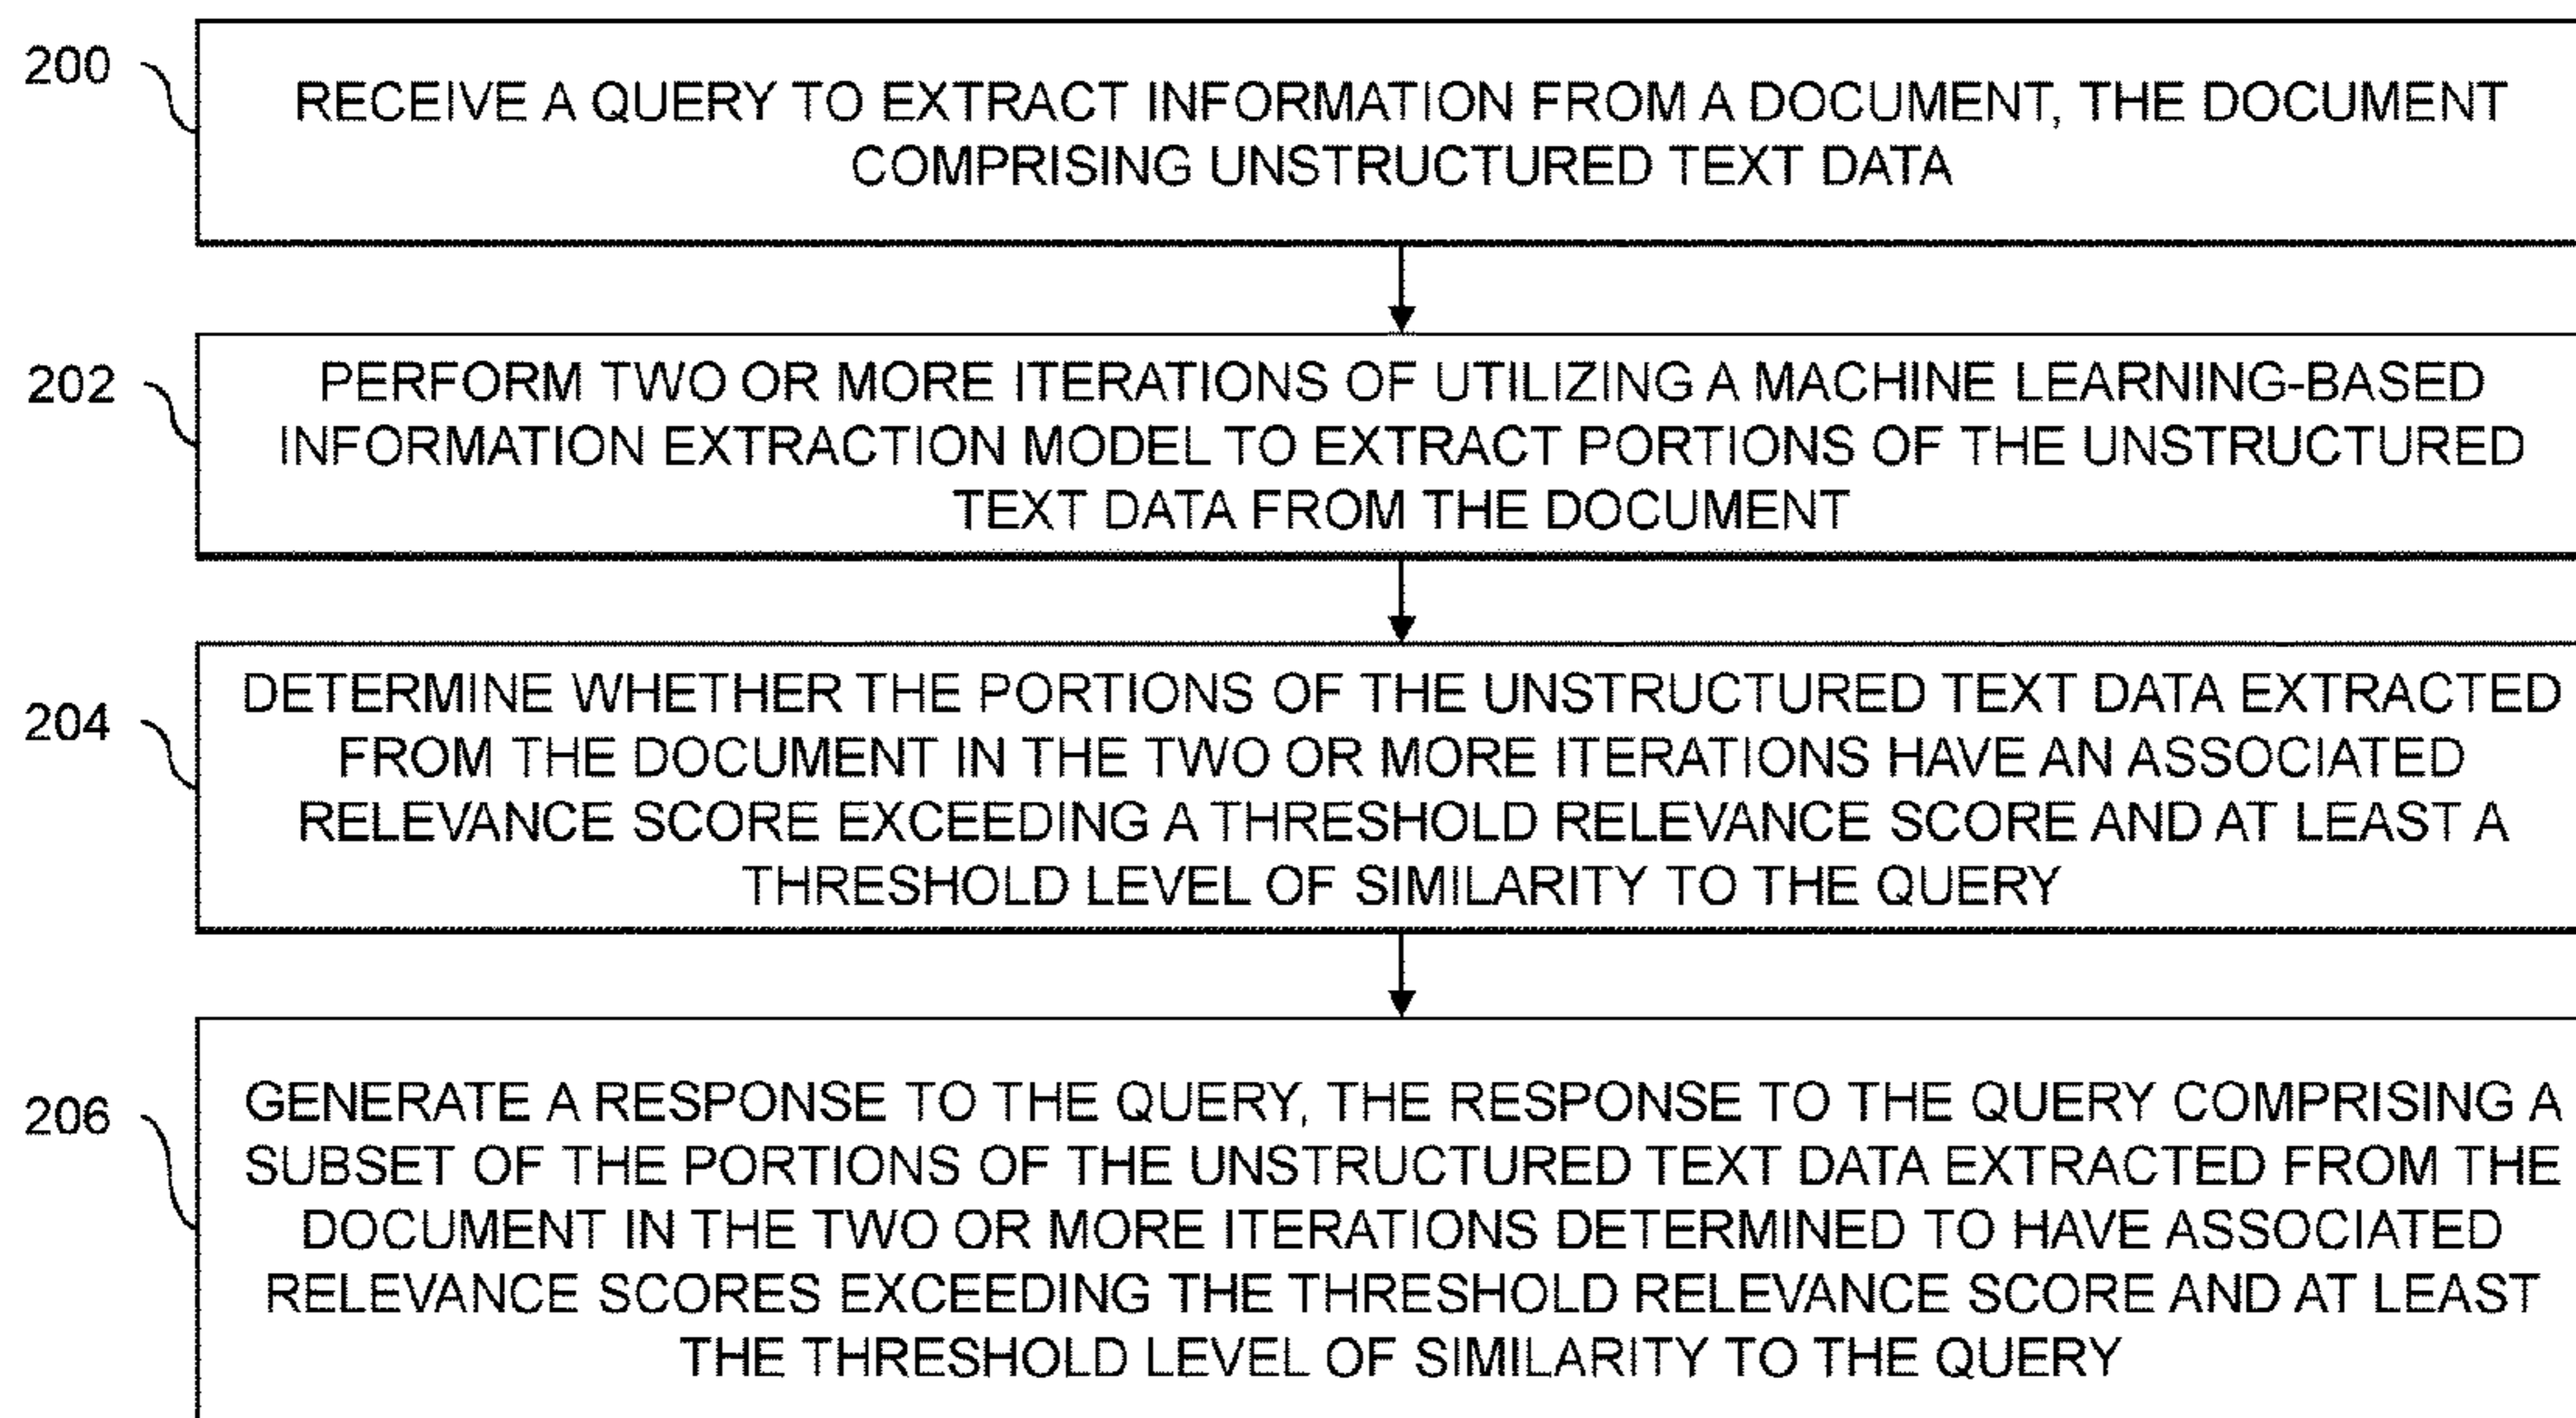 200
RECEIVE A QUERY TO EXTRACT INFORMATION FROM A DOCUMENT, THE DOCUMENT
COMPRISING UNSTRUCTURED TEXT DATA
202
PERFORM TWO OR MORE ITERATIONS OF UTILIZING A MACHINE LEARNING-BASED
INFORMATION EXTRACTION MODEL TO EXTRACT PORTIONS OF THE UNSTRUCTURED
TEXT DATA FROM THE DOCUMENT
204
DETERMINE WHETHER THE PORTIONS OF THE UNSTRUCTURED TEXT DATA EXTRACTED
FROM THE DOCUMENT IN THE TWO OR MORE ITERATIONS HAVE AN ASSOCIATED
RELEVANCE SCORE EXCEEDING A THRESHOLD RELEVANCE SCORE AND AT LEAST A
THRESHOLD LEVEL OF SIMILARITY TO THE QUERY
206
GENERATE A RESPONSE TO THE QUERY, THE RESPONSE TO THE QUERY COMPRISING A
SUBSET OF THE PORTIONS OF THE UNSTRUCTURED TEXT DATA EXTRACTED FROM THE
DOCUMENT IN THE TWO OR MORE ITERATIONS DETERMINED TO HAVE ASSOCIATED
RELEVANCE SCORES EXCEEDING THE THRESHOLD RELEVANCE SCORE AND AT LEAST
THE THRESHOLD LEVEL OF SIMILARITY TO THE QUERY